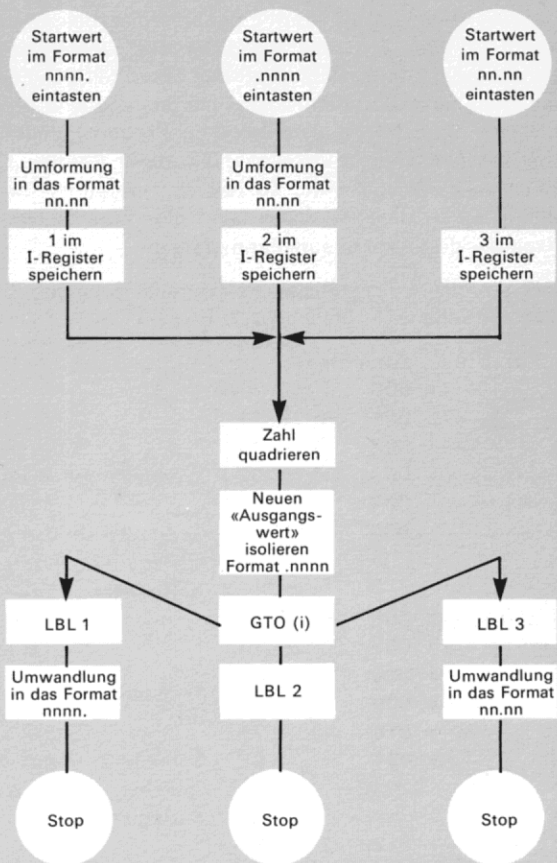 Startwert
im Format
nnnn.
eintasten
Startwert
im Format
.nnnn
eintasten
Startwert
im Format
nn.nn
eintasten
Umformung
in das Format
nn.nn
Umformung
in das Format
nn.nn
1 im
I-Register
speichern
2 im
I-Register
speichern
3 im
I-Register
speichern
Zahl
quadrieren
Neuen
«Ausgangs-
wert»
isolieren
Format .nnnn
LBL 1
GTO (i)
LBL 3
Umwandlung
in das Format
nnnn.
LBL 2
Umwandlung
in das Format
nn.nn
Stop
Stop
Stop